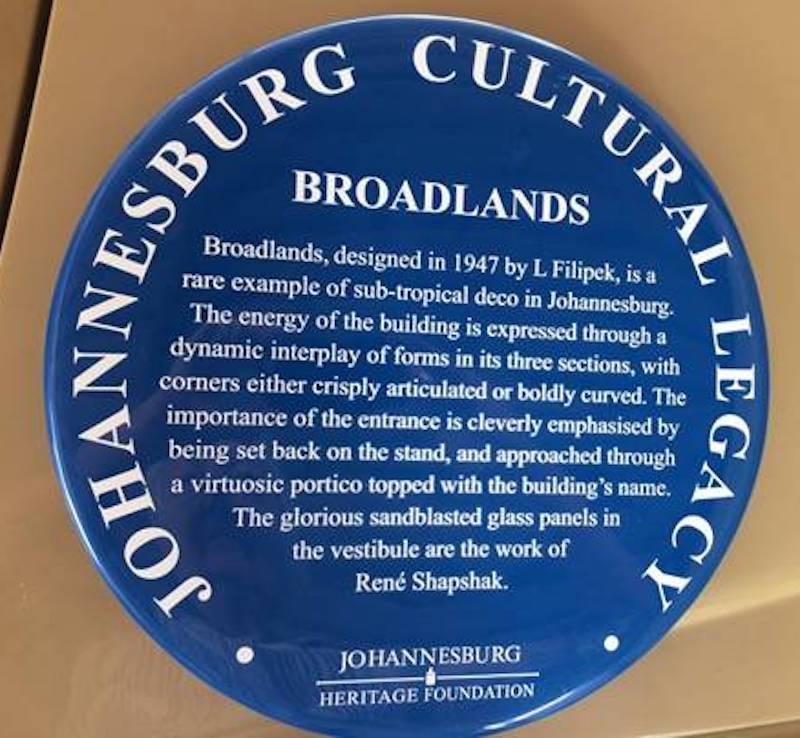 JOHANNESBURG CULTURAL LEGACY
BROADLANDS
Broadlands, designed in 1947 by L Filipek, is a
rare example of sub-tropical deco in Johannesburg.
The energy of the building is expressed through a
dynamic interplay of forms in its three sections, with
corners either crisply articulated or boldly curved. The
importance of the entrance is cleverly emphasised by
being set back on the stand, and approached through
a virtuosic portico topped with the building's name.
The glorious sandblasted glass panels in
the vestibule are the work of
René Shapshak.
JOHANNESBURG
HERITAGE FOUNDATION